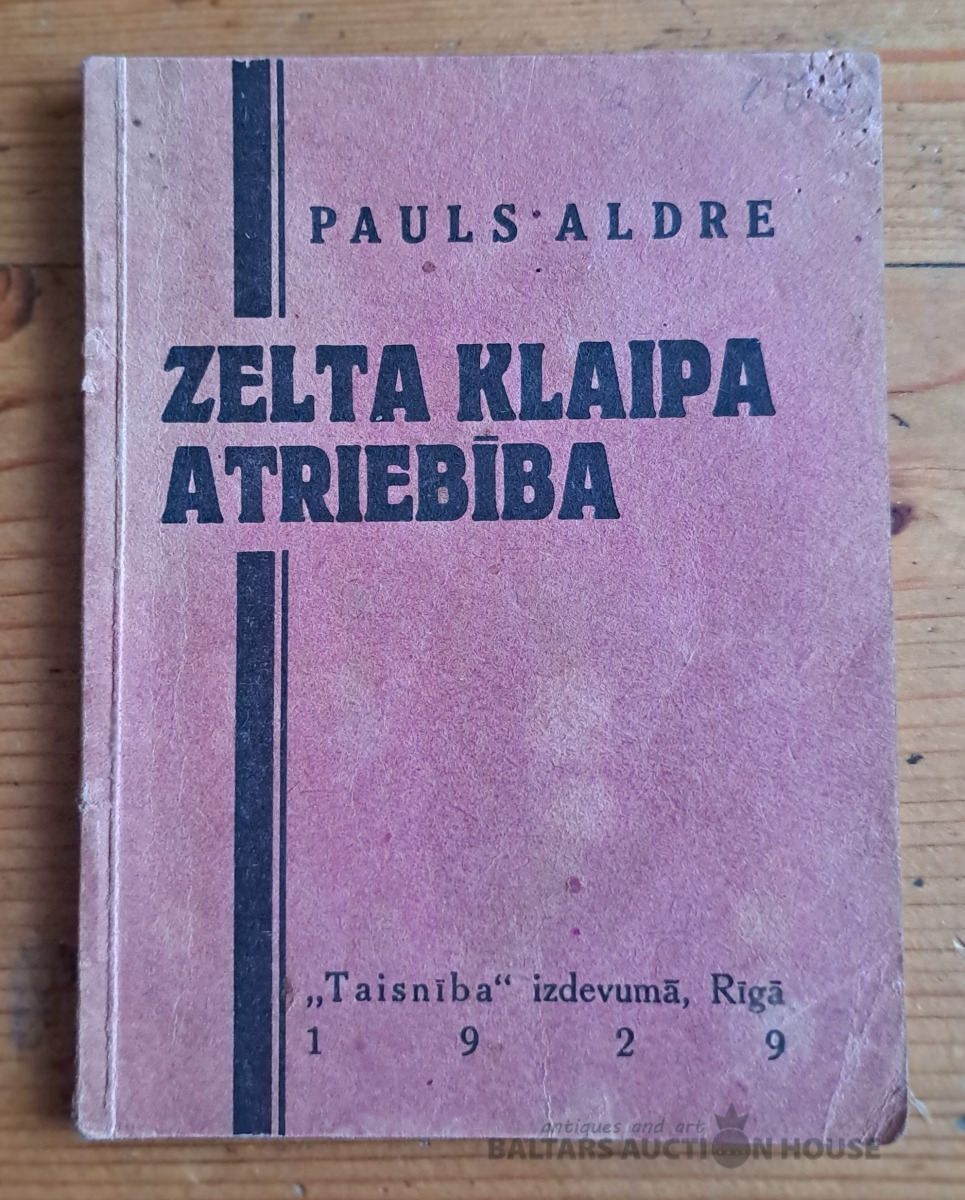 PAULS ALDRE
ZELTA KLAIPA
ATRIEBĪBA
„Taisnība“ izdevumā, Rīgā
1 9 2 9
antiques and art
BALTARS AUCTION HOUSE